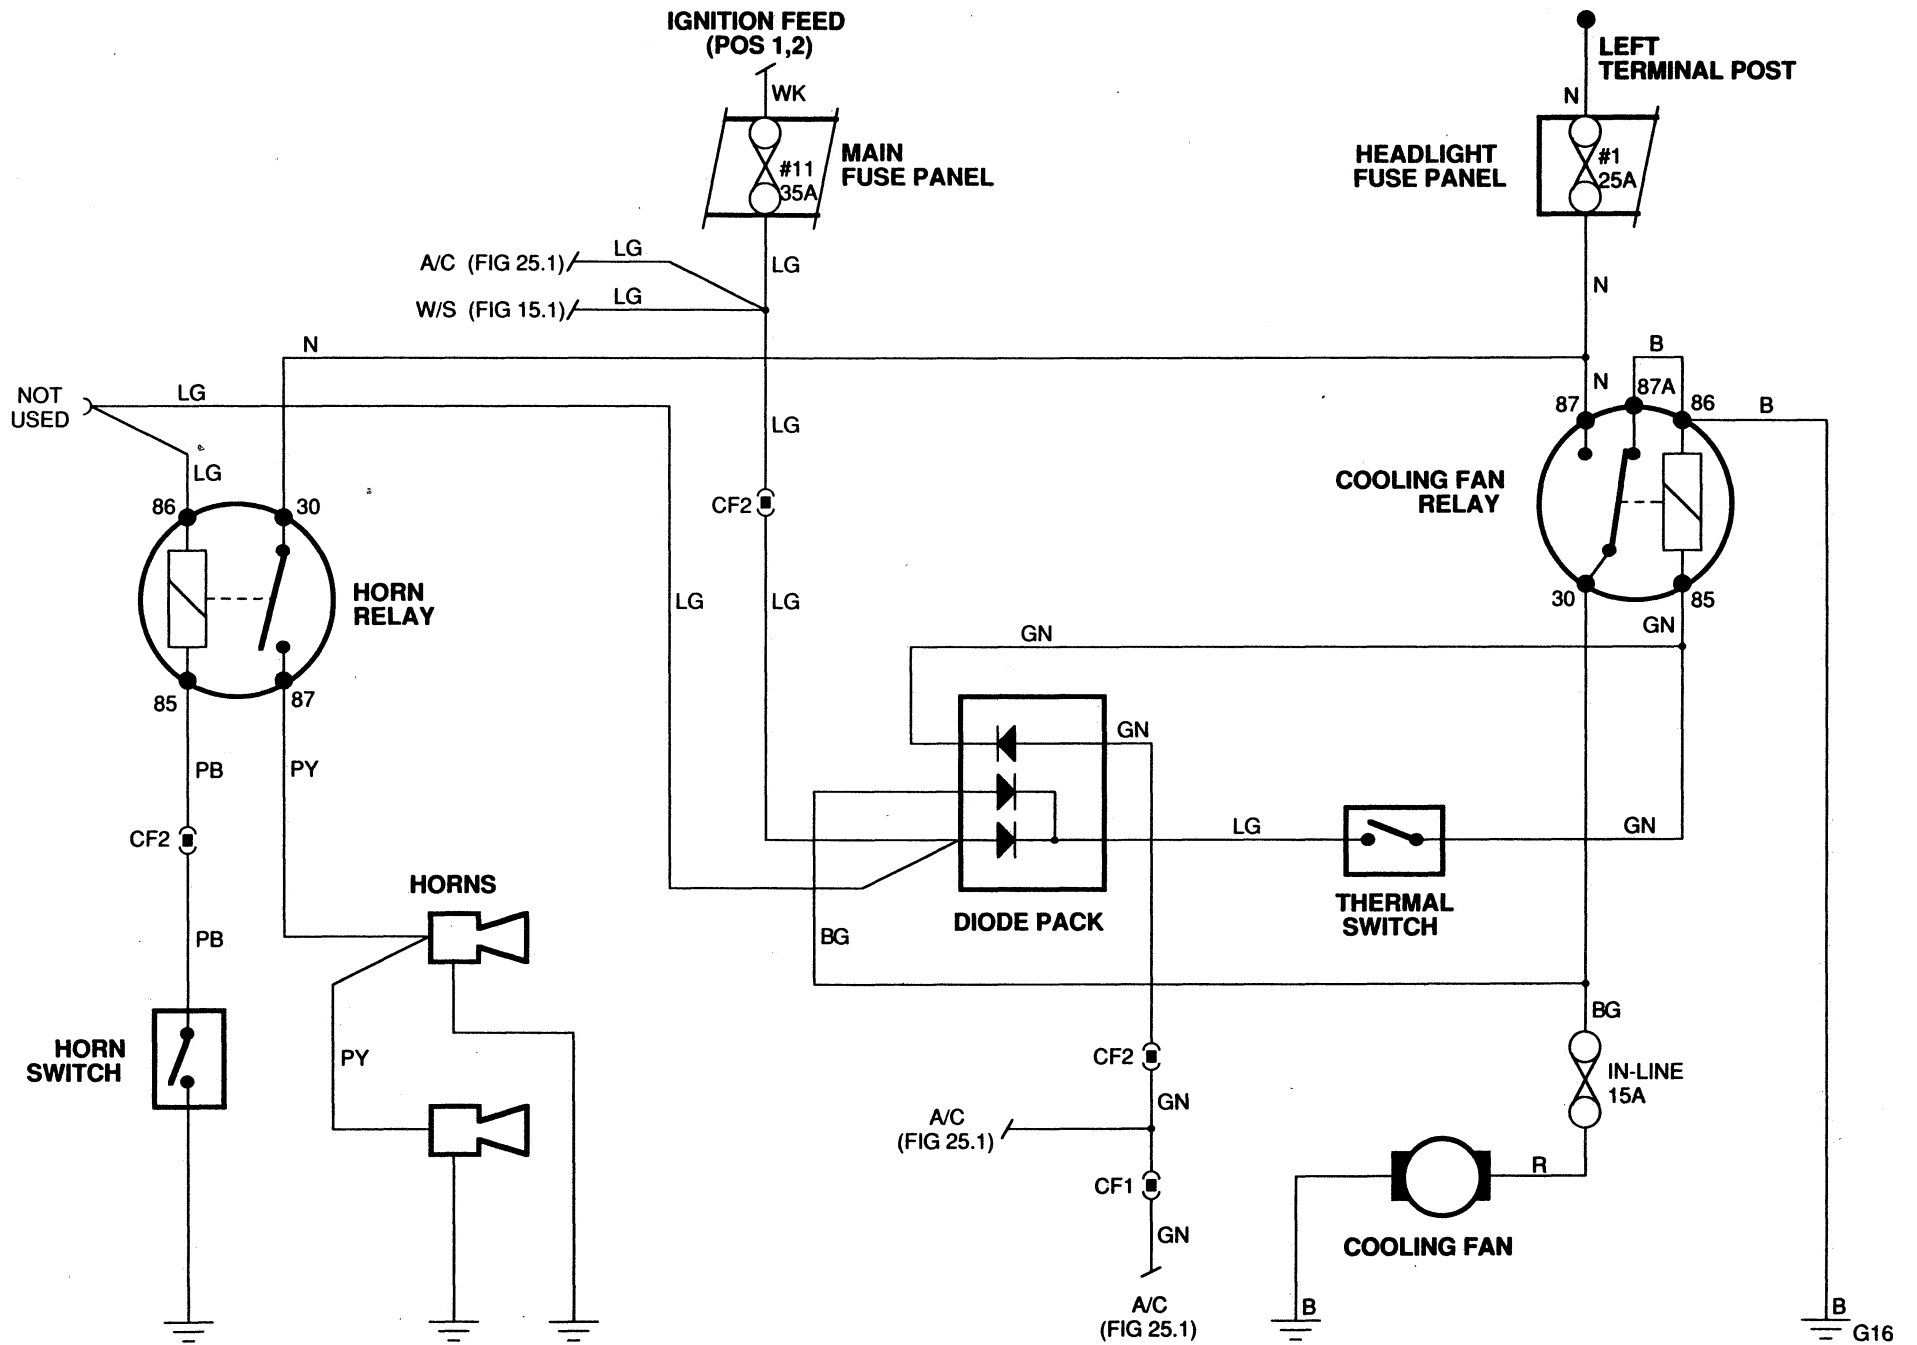 IGNITION FEED
(POS 1,2)
WK
#11
35A
MAIN
FUSE PANEL
LEFT
TERMINAL POST
N
HEADLIGHT
FUSE PANEL
#1
25A
A/C (FIG 25.1)
LG
LG
W/S (FIG 15.1)
LG
N
N
B
NOT
USED
LG
LG
N
87A
87
86
B
LG
86
30
CF2
COOLING FAN
RELAY
HORN
RELAY
LG
LG
30
85
GN
GN
85
87
PB
PY
GN
CF2
LG
GN
HORNS
DIODE PACK
THERMAL
SWITCH
PB
BG
BG
HORN
SWITCH
PY
CF2
IN-LINE
15A
GN
A/C
(FIG 25.1)
CF1
R
GN
COOLING FAN
A/C
(FIG 25.1)
B
B
G16